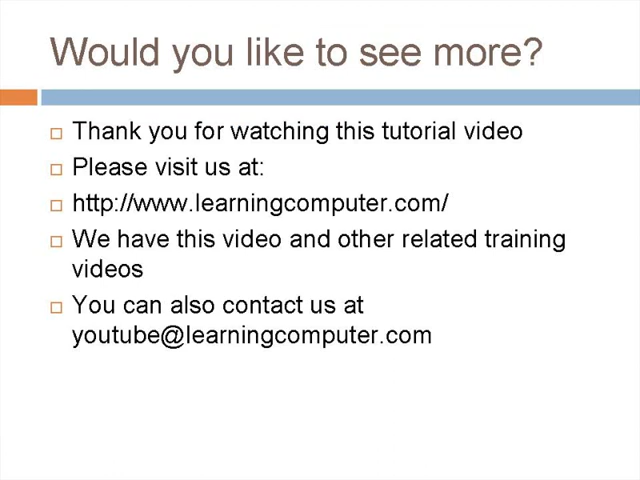 Would you like to see more?
Thank you for watching this tutorial video
Please visit us at:
http://www.learningcomputer.com/
We have this video and other related training
videos
You can also contact us at
youtube@learningcomputer.com